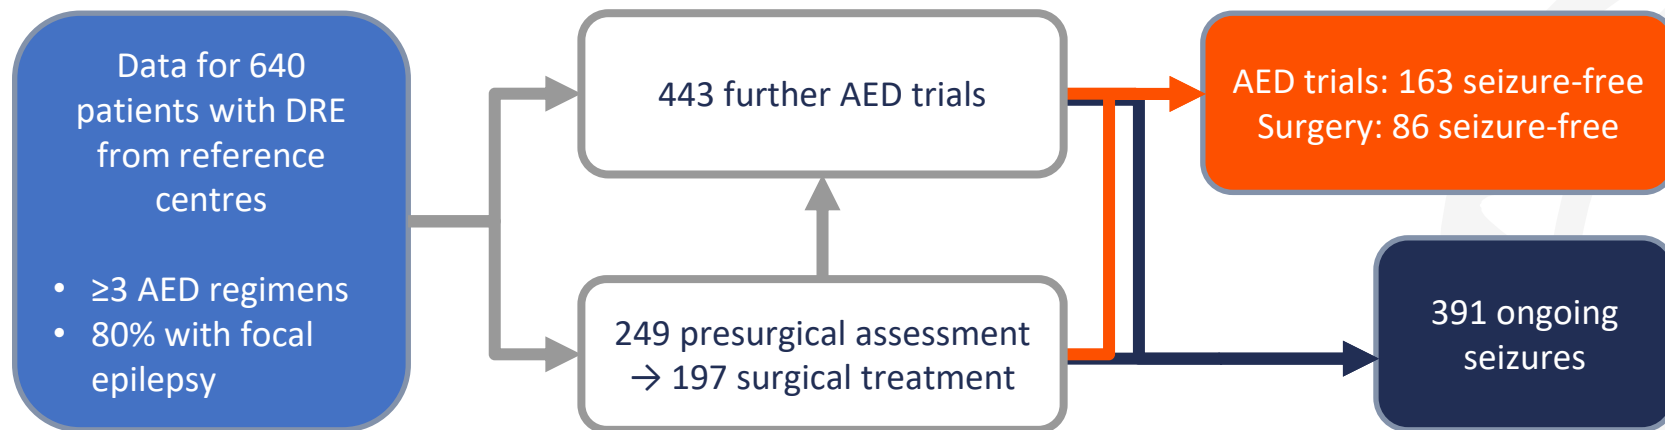 Data for 640
patients with DRE
from reference
centres
• ≥3 AED regimens
• 80% with focal
epilepsy
443 further AED trials
249 presurgical assessment
→ 197 surgical treatment
AED trials: 163 seizure-free
Surgery: 86 seizure-free
391 ongoing
seizures